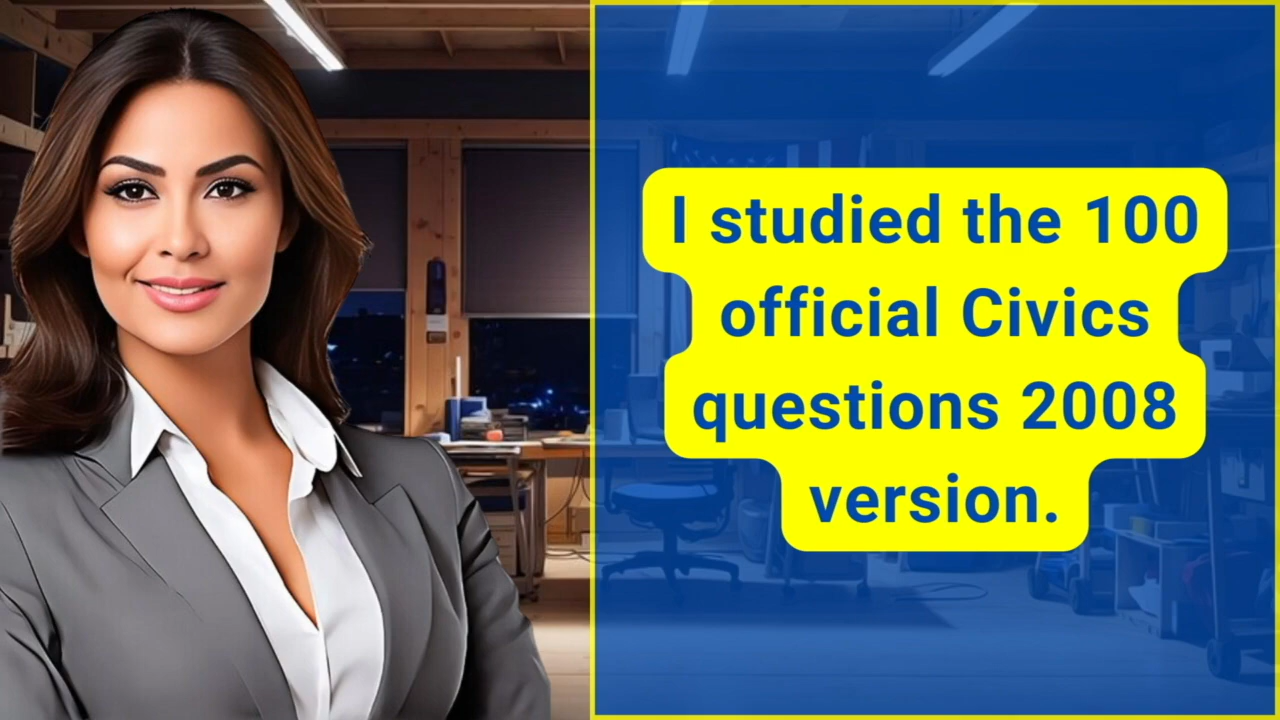 I studied the 100
official Civics
questions 2008
version.